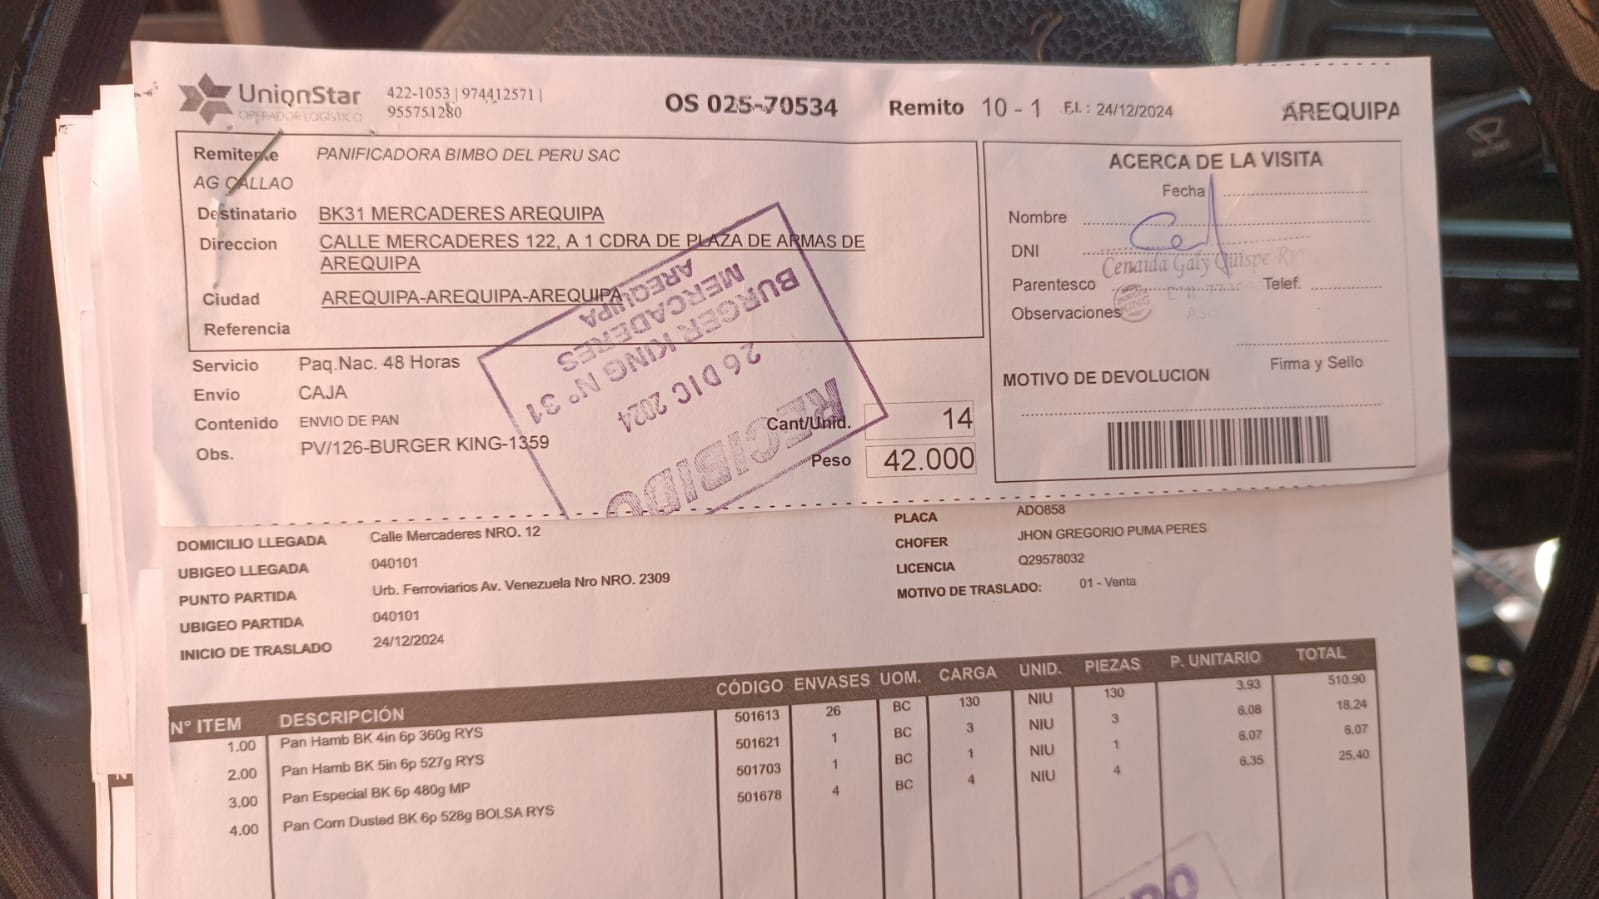 UnionStar
OPERADOR LOGISTICO
422-1053 | 974412571 |
955751280
OS 025-70534
Remito 10 - 1
F.I. : 24/12/2024
AREQUIPA
Remitente PANIFICADORA BIMBO DEL PERU SAC
AG CALLAO
Destinatario BK31 MERCADERES AREQUIPA
Direccion CALLE MERCADERES 122, A 1 CDRA DE PLAZA DE ARMAS DE
AREQUIPA
Ciudad AREQUIPA-AREQUIPA-AREQUIPA
Referencia
Servicio Paq.Nac. 48 Horas
Envio CAJA
Contenido ENVIO DE PAN
Obs. PV/126-BURGER KING-1359
Cant/Unid. 14
Peso 42.000
RECIBIDO
26 DIC 2024
BURGER KING N° 31
MERCADERES
AREQUIPA
ACERCA DE LA VISITA
Fecha
Nombre
DNI
Cenaida Galy Quispe
Parentesco Telef.
BURGER KING
Observaciones
Firma y Sello
MOTIVO DE DEVOLUCION
DOMICILIO LLEGADA Calle Mercaderes NRO. 12
UBIGEO LLEGADA 040101
PUNTO PARTIDA Urb. Ferroviarios Av. Venezuela Nro NRO. 2309
UBIGEO PARTIDA 040101
INICIO DE TRASLADO 24/12/2024
PLACA ADO858
CHOFER JHON GREGORIO PUMA PERES
LICENCIA Q29578032
MOTIVO DE TRASLADO: 01 - Venta
N° ITEM DESCRIPCIÓN CÓDIGO ENVASES UOM. CARGA UNID. PIEZAS P. UNITARIO TOTAL
1.00 Pan Hamb BK 4in 6p 360g RYS 501613 26 BC 130 NIU 130 3.93 510.90
2.00 Pan Hamb BK 5in 6p 527g RYS 501621 1 BC 3 NIU 3 6.08 18.24
3.00 Pan Especial BK 6p 480g MP 501703 1 BC 1 NIU 1 6.07 6.07
4.00 Pan Corn Dusted BK 6p 528g BOLSA RYS 501678 4 BC 4 NIU 4 6.35 25.40